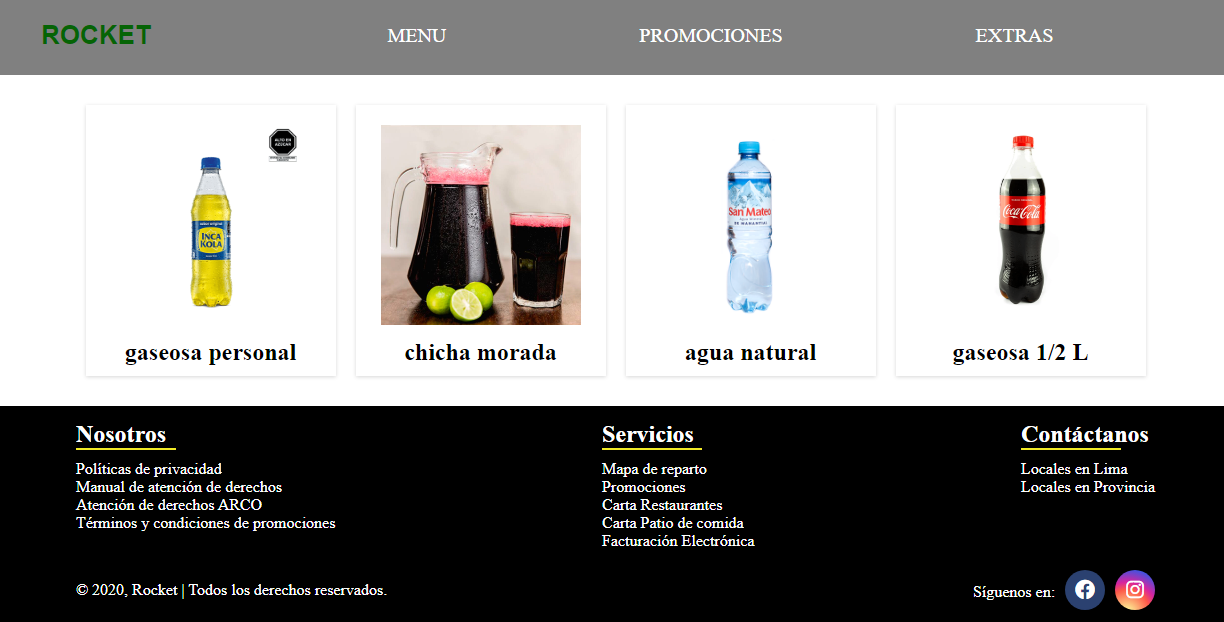 ROCKET MENU PROMOCIONES EXTRAS
ALTO EN
AZÚCAR
INCA
KOLA
San Mateo
Coca-Cola
gaseosa personal chicha morada agua natural gaseosa 1/2 L
Nosotros
Políticas de privacidad
Manual de atención de derechos
Atención de derechos ARCO
Términos y condiciones de promociones
Servicios
Mapa de reparto
Promociones
Carta Restaurantes
Carta Patio de comida
Facturación Electrónica
Contáctanos
Locales en Lima
Locales en Provincia
© 2020, Rocket | Todos los derechos reservados.
Síguenos en: